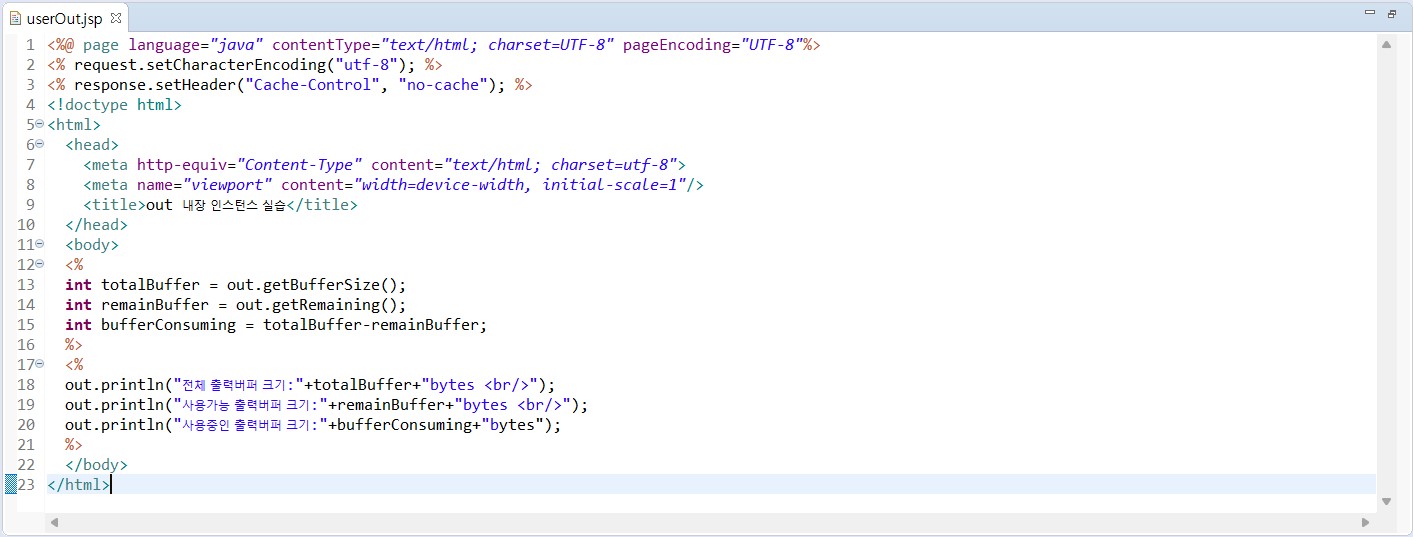 userOut.jsp
1 <%@ page language="java" contentType="text/html; charset=UTF-8" pageEncoding="UTF-8"%>
2 <% request.setCharacterEncoding("utf-8"); %>
3 <% response.setHeader("Cache-Control", "no-cache"); %>
4 <!doctype html>
5 <html>
6   <head>
7     <meta http-equiv="Content-Type" content="text/html; charset=utf-8">
8     <meta name="viewport" content="width=device-width, initial-scale=1"/>
9     <title>out 내장 인스턴스 실습</title>
10   </head>
11   <body>
12   <%
13   int totalBuffer = out.getBufferSize();
14   int remainBuffer = out.getRemaining();
15   int bufferConsuming = totalBuffer-remainBuffer;
16   %>
17   <%
18   out.println("전체 출력버퍼 크기:"+totalBuffer+"bytes <br/>");
19   out.println("사용가능 출력버퍼 크기:"+remainBuffer+"bytes <br/>");
20   out.println("사용중인 출력버퍼 크기:"+bufferConsuming+"bytes");
21   %>
22   </body>
23 </html>